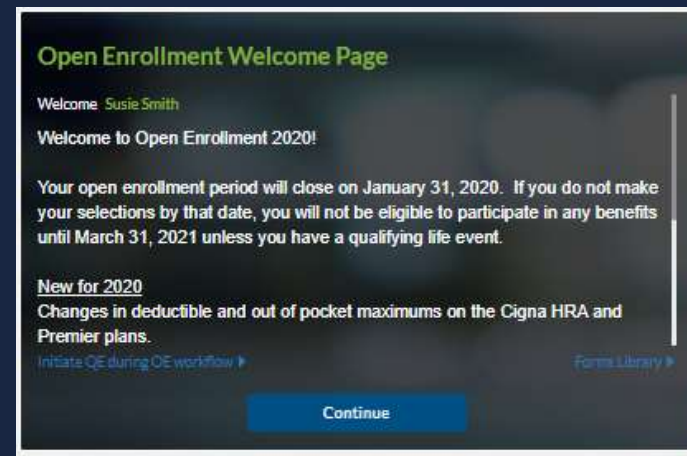 Open Enrollment Welcome Page
Welcome Susie Smith
Welcome to Open Enrollment 2020!
Your open enrollment period will close on January 31, 2020. If you do not make
your selections by that date, you will not be eligible to participate in any benefits
until March 31, 2021 unless you have a qualifying life event.
New for 2020
Changes in deductible and out of pocket maximums on the Cigna HRA and
Premier plans.
Initiate QE during OE workflow Forms Library
Continue